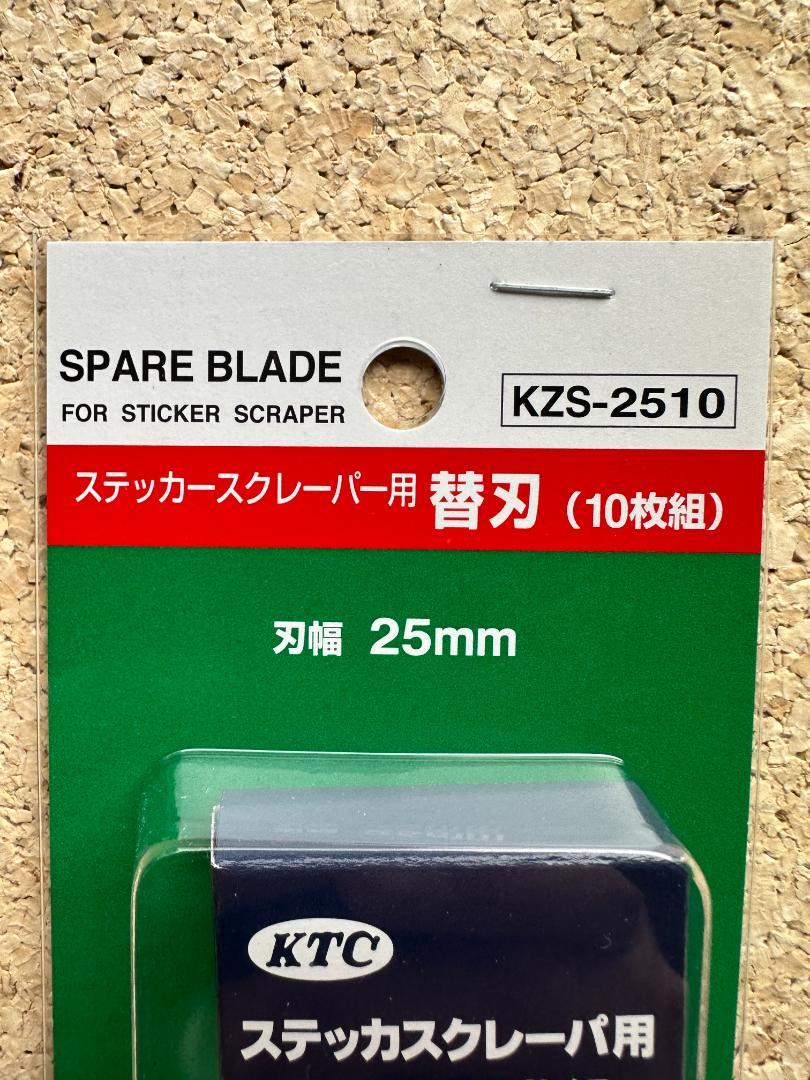 SPARE BLADE
FOR STICKER SCRAPER
KZS-2510
ステッカースクレーパー用 替刃 (10枚組)
刃幅 25mm
KTC
ステッカスクレーパ用